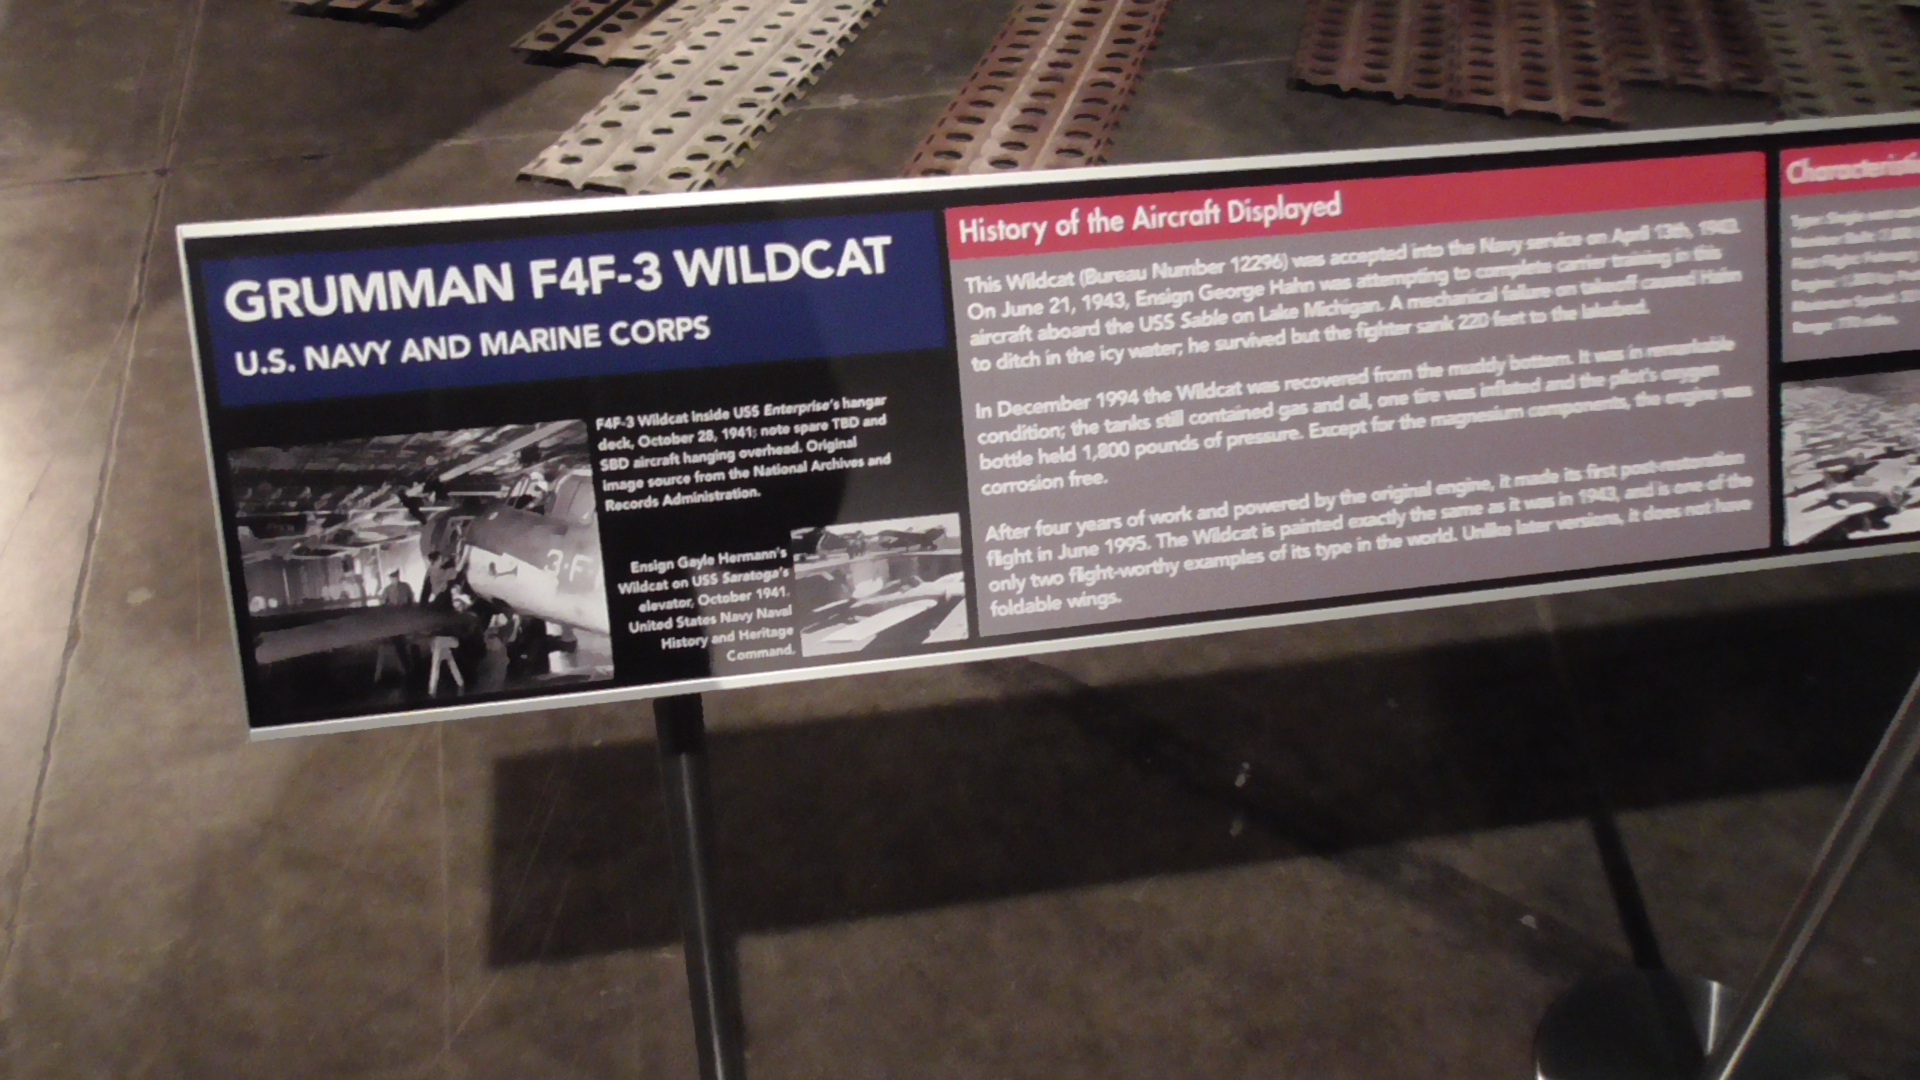 GRUMMAN F4F-3 WILDCAT
U.S. NAVY AND MARINE CORPS
F4F-3 Wildcat inside USS Enterprise's hangar
deck, October 28, 1941; note spare TBD and
SBD aircraft hanging overhead. Original
image source from the National Archives and
Records Administration.
3-F
Ensign Gayle Hermann's
Wildcat on USS Saratoga's
elevator, October 1941.
United States Navy Naval
History and Heritage
Command.
History of the Aircraft Displayed
This Wildcat (Bureau Number 12296) was accepted into the Navy service on April 13th, 1943.
On June 21, 1943, Ensign George Hahn was attempting to complete carrier training in this
aircraft aboard the USS Sable on Lake Michigan. A mechanical failure on takeoff caused Hahn
to ditch in the icy water; he survived but the fighter sank 220 feet to the lakebed.
In December 1994 the Wildcat was recovered from the muddy bottom. It was in remarkable
condition; the tanks still contained gas and oil, one tire was inflated and the pilot's oxygen
bottle held 1,800 pounds of pressure. Except for the magnesium components, the engine was
corrosion free.
After four years of work and powered by the original engine, it made its first post-restoration
flight in June 1995. The Wildcat is painted exactly the same as it was in 1943, and is one of the
only two flight-worthy examples of its type in the world. Unlike later versions, it does not have
foldable wings.